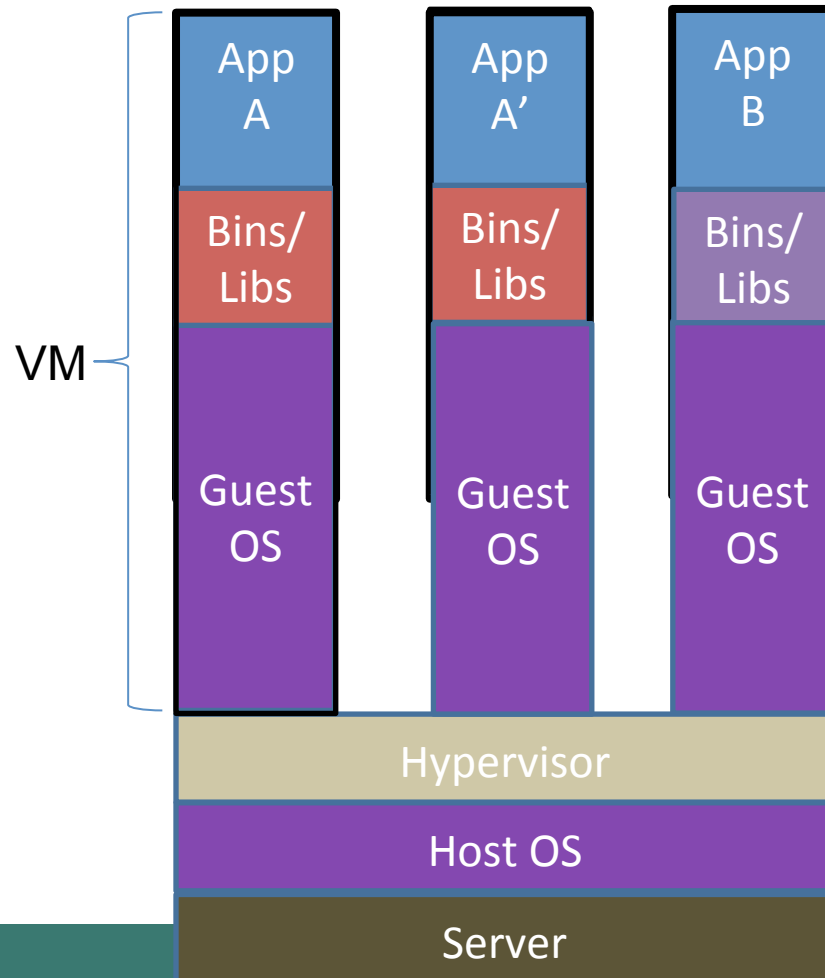 App
A
App
A’
App
B
Bins/
Libs
Bins/
Libs
Bins/
Libs
VM
Guest
OS
Guest
OS
Guest
OS
Hypervisor
Host OS
Server